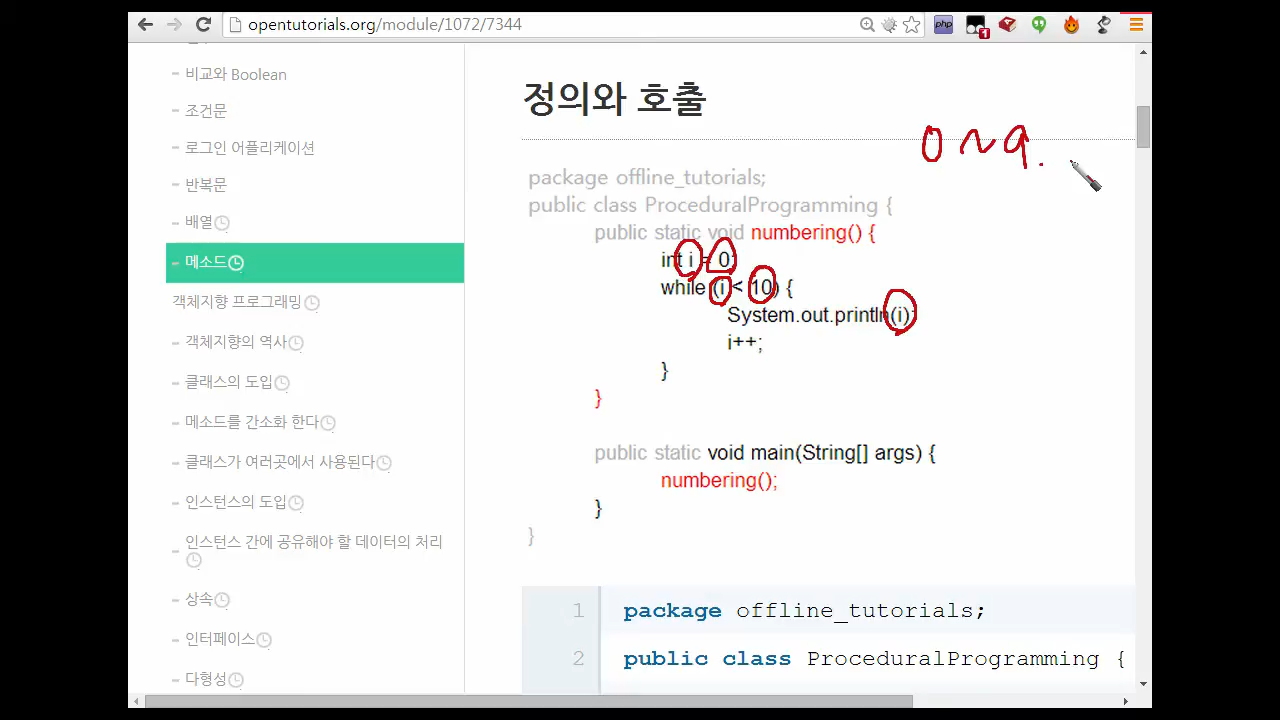 opentutorials.org/module/1072/7344
php
1
비교와 Boolean
조건문
로그인 어플리케이션
반복문
배열
메소드
객체지향 프로그래밍
객체지향의 역사
클래스의 도입
메소드를 간소화 한다
클래스가 여러곳에서 사용된다
인스턴스의 도입
인스턴스 간에 공유해야 할 데이터의 처리
상속
인터페이스
다형성
정의와 호출
0 ~ 9.
package offline_tutorials;
public class ProceduralProgramming {
public static void numbering() {
int i = 0;
while (i < 10) {
System.out.println(i);
i++;
}
}
public static void main(String[] args) {
numbering();
}
}
1 package offline_tutorials;
2 public class ProceduralProgramming {